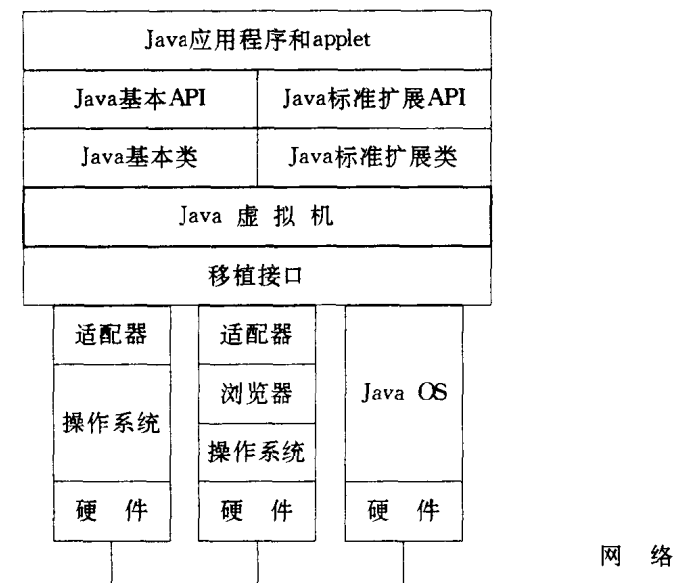 Java应用程序和applet
Java基本API Java标准扩展API
Java基本类 Java标准扩展类
Java 虚 拟 机
移植接口
适配器 适配器
浏览器 Java OS
操作系统
操作系统
硬 件 硬 件 硬 件
网 络